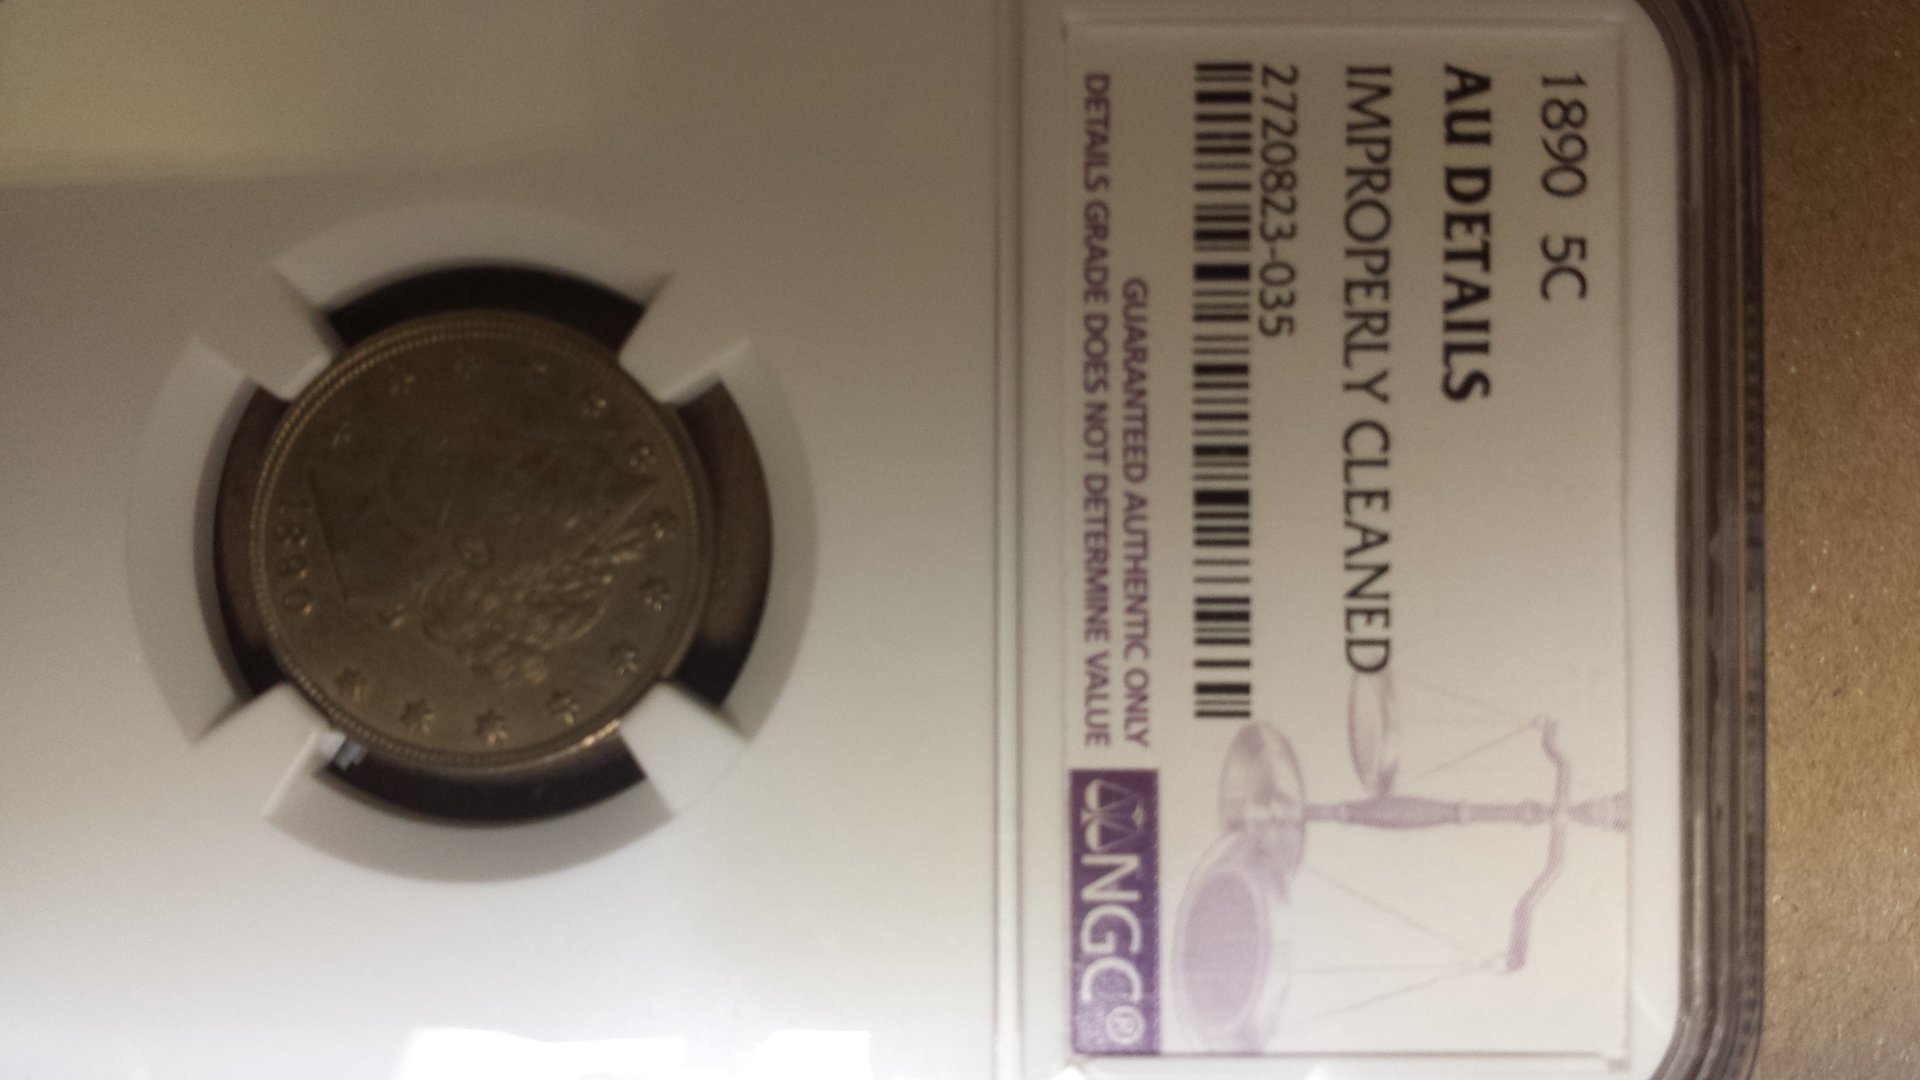 1890 5C
AU DETAILS
IMPROPERLY CLEANED
2720823-035
GUARANTEED AUTHENTIC ONLY
DETAILS GRADE DOES NOT DETERMINE VALUE
NGC®
1890